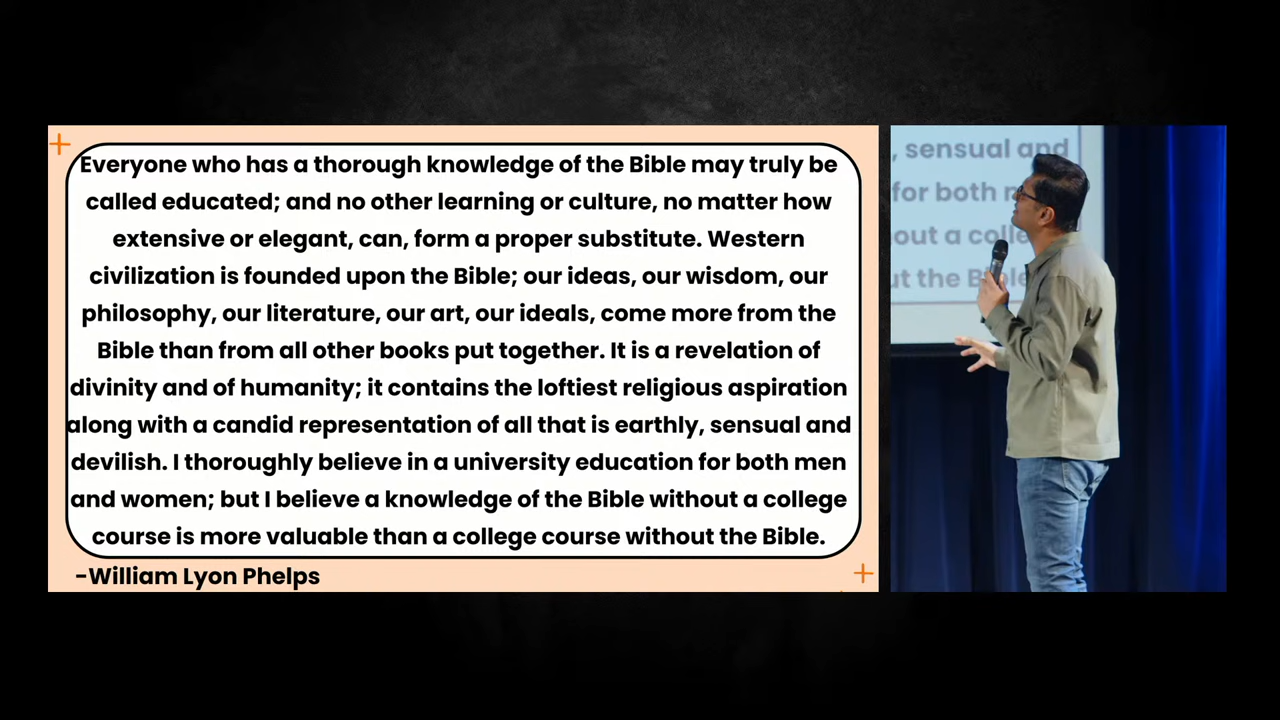 Everyone who has a thorough knowledge of the Bible may truly be
called educated; and no other learning or culture, no matter how
extensive or elegant, can, form a proper substitute. Western
civilization is founded upon the Bible; our ideas, our wisdom, our
philosophy, our literature, our art, our ideals, come more from the
Bible than from all other books put together. It is a revelation of
divinity and of humanity; it contains the loftiest religious aspiration
along with a candid representation of all that is earthly, sensual and
devilish. I thoroughly believe in a university education for both men
and women; but I believe a knowledge of the Bible without a college
course is more valuable than a college course without the Bible.
-William Lyon Phelps
, sensual and
for both
out a colle
ut the Bible